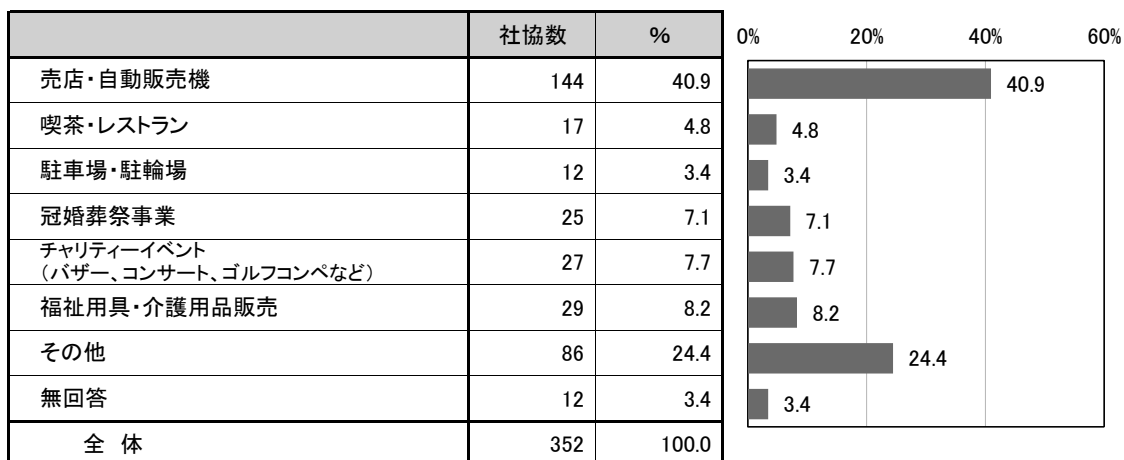 社協数 %
売店・自動販売機 144 40.9
喫茶・レストラン 17 4.8
駐車場・駐輪場 12 3.4
冠婚葬祭事業 25 7.1
チャリティーイベント
（バザー、コンサート、ゴルフコンペなど） 27 7.7
福祉用具・介護用品販売 29 8.2
その他 86 24.4
無回答 12 3.4
全 体 352 100.0
0% 20% 40% 60%
40.9
4.8
3.4
7.1
7.7
8.2
24.4
3.4